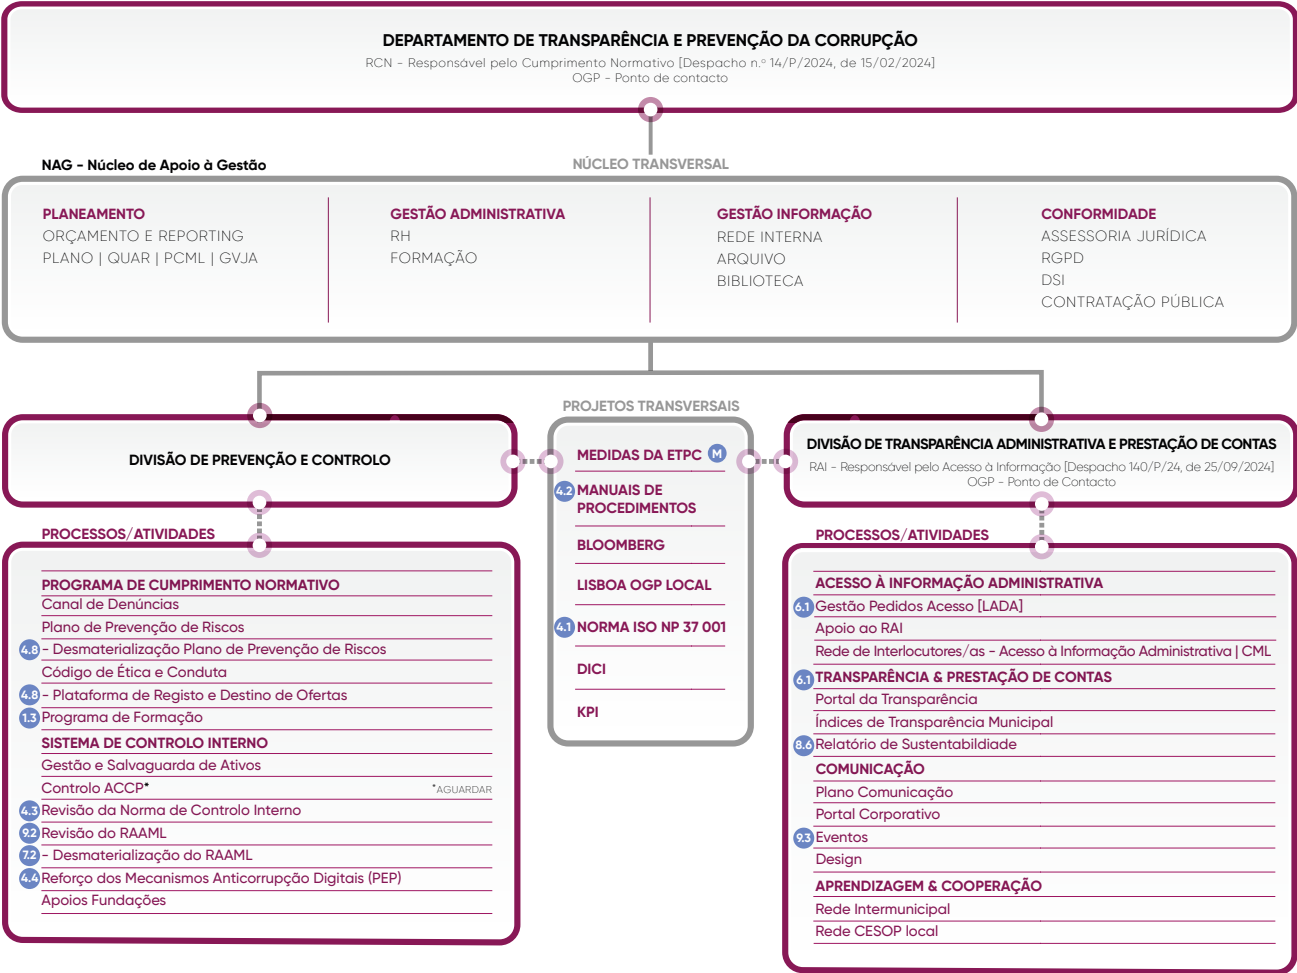 DEPARTAMENTO DE TRANSPARÊNCIA E PREVENÇÃO DA CORRUPÇÃO
RCN - Responsável pelo Cumprimento Normativo [Despacho n.º 14/P/2024, de 15/02/2024]
OGP - Ponto de contacto
NAG - Núcleo de Apoio à Gestão
NÚCLEO TRANSVERSAL
PLANEAMENTO
ORÇAMENTO E REPORTING
PLANO | QUAR | PCML | GVJA
GESTÃO ADMINISTRATIVA
RH
FORMAÇÃO
GESTÃO INFORMAÇÃO
REDE INTERNA
ARQUIVO
BIBLIOTECA
CONFORMIDADE
ASSESSORIA JURÍDICA
RGPD
DSI
CONTRATAÇÃO PÚBLICA
DIVISÃO DE PREVENÇÃO E CONTROLO
PROCESSOS/ATIVIDADES
PROGRAMA DE CUMPRIMENTO NORMATIVO
Canal de Denúncias
Plano de Prevenção de Riscos
4.8 - Desmaterialização Plano de Prevenção de Riscos
Código de Ética e Conduta
4.8 - Plataforma de Registo e Destino de Ofertas
1.3 Programa de Formação
SISTEMA DE CONTROLO INTERNO
Gestão e Salvaguarda de Ativos
Controlo ACCP* *AGUARDAR
4.3 Revisão da Norma de Controlo Interno
9.2 Revisão do RAAML
7.2 - Desmaterialização do RAAML
4.4 Reforço dos Mecanismos Anticorrupção Digitais (PEP)
Apoios Fundações
PROJETOS TRANSVERSAIS
MEDIDAS DA ETPC M
4.2 MANUAIS DE
PROCEDIMENTOS
BLOOMBERG
LISBOA OGP LOCAL
4.1 NORMA ISO NP 37 001
DICI
KPI
DIVISÃO DE TRANSPARÊNCIA ADMINISTRATIVA E PRESTAÇÃO DE CONTAS
RAI - Responsável pelo Acesso à Informação [Despacho 140/P/24, de 25/09/2024]
OGP - Ponto de Contacto
PROCESSOS/ATIVIDADES
ACESSO À INFORMAÇÃO ADMINISTRATIVA
6.1 Gestão Pedidos Acesso [LADA]
Apoio ao RAI
Rede de Interlocutores/as - Acesso à Informação Administrativa | CML
6.1 TRANSPARÊNCIA & PRESTAÇÃO DE CONTAS
Portal da Transparência
Índices de Transparência Municipal
8.6 Relatório de Sustentabildiade
COMUNICAÇÃO
Plano Comunicação
Portal Corporativo
9.3 Eventos
Design
APRENDIZAGEM & COOPERAÇÃO
Rede Intermunicipal
Rede CESOP local